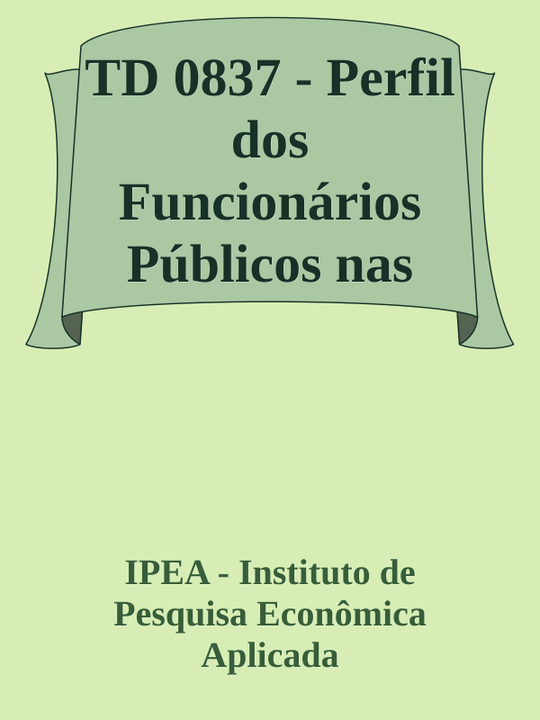 TD 0837 - Perfil
dos
Funcionários
Públicos nas
IPEA - Instituto de
Pesquisa Econômica
Aplicada